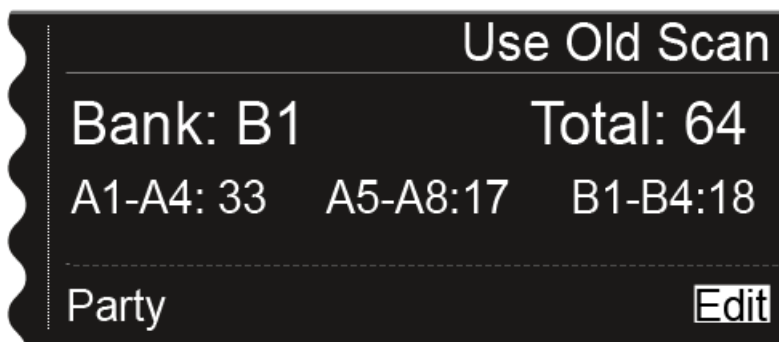 Use Old Scan
Bank: B1 Total: 64
A1-A4: 33 A5-A8:17 B1-B4:18
Party Edit